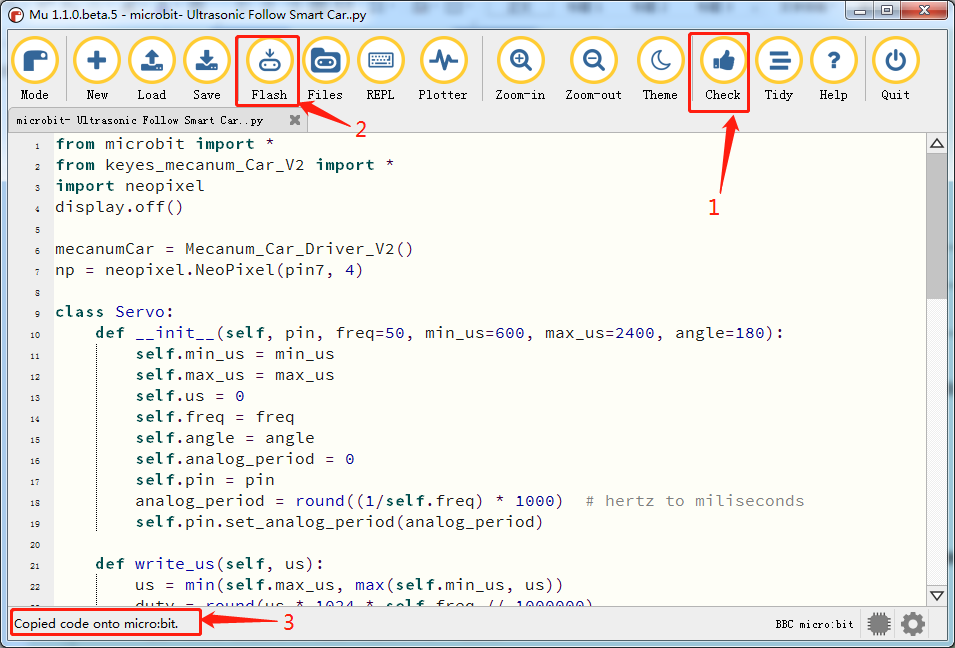 Mu 1.1.0.beta.5 - microbit- Ultrasonic Follow Smart Car.py
Mode New Load Save Flash Files REPL Plotter Zoom-in Zoom-out Theme Check Tidy Help Quit
2
1
microbit- Ultrasonic Follow Smart Car..py
1 from microbit import *
2 from keyes_mecanum_Car_V2 import *
3 import neopixel
4 display.off()
5
6 mecanumCar = Mecanum_Car_Driver_V2()
7 np = neopixel.NeoPixel(pin7, 4)
8
9 class Servo:
10 def __init__(self, pin, freq=50, min_us=600, max_us=2400, angle=180):
11 self.min_us = min_us
12 self.max_us = max_us
13 self.us = 0
14 self.freq = freq
15 self.angle = angle
16 self.analog_period = 0
17 self.pin = pin
18 analog_period = round((1/self.freq) * 1000)  # hertz to miliseconds
19 self.pin.set_analog_period(analog_period)
20
21 def write_us(self, us):
22 us = min(self.max_us, max(self.min_us, us))
duty = round(us * 1024 * self.freq // 1000000)
Copied code onto micro:bit.
3
BBC micro:bit